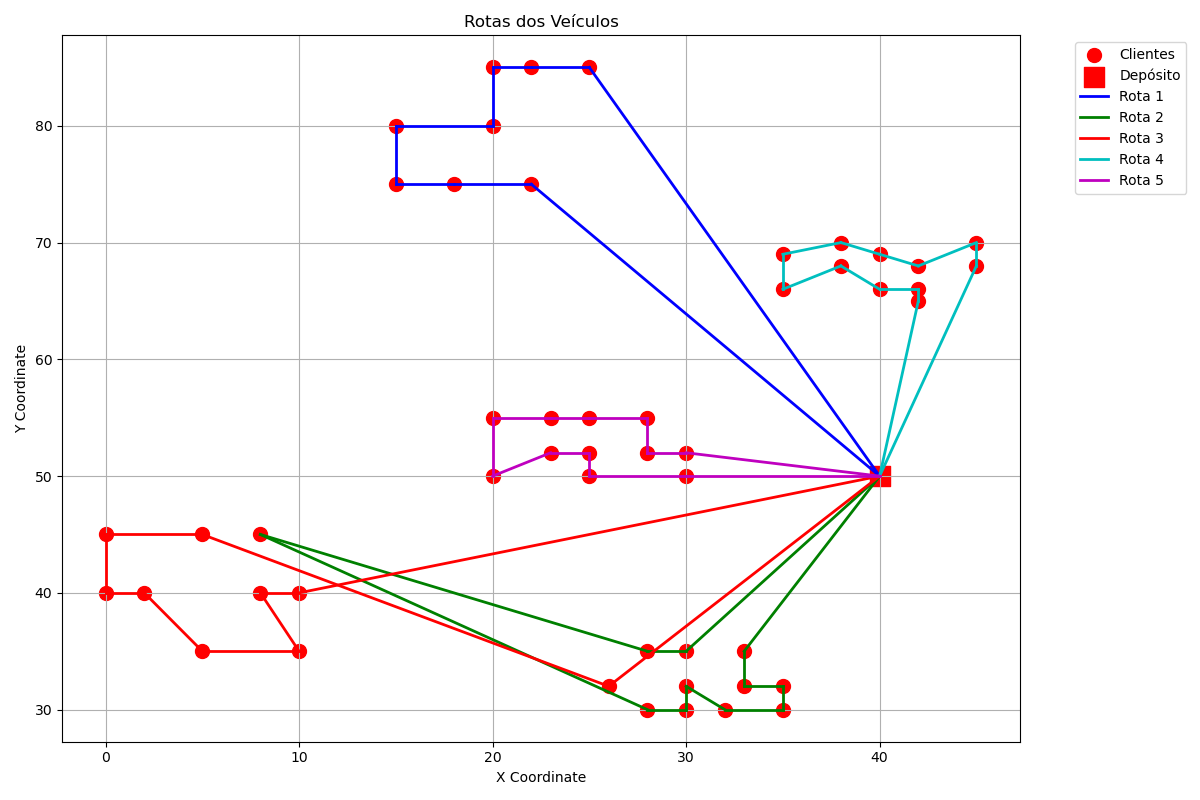 Rotas dos Veículos
Clientes
Depósito
Rota 1
Rota 2
Rota 3
Rota 4
Rota 5
Y Coordinate
80
70
60
50
40
30
0
10
20
30
40
X Coordinate